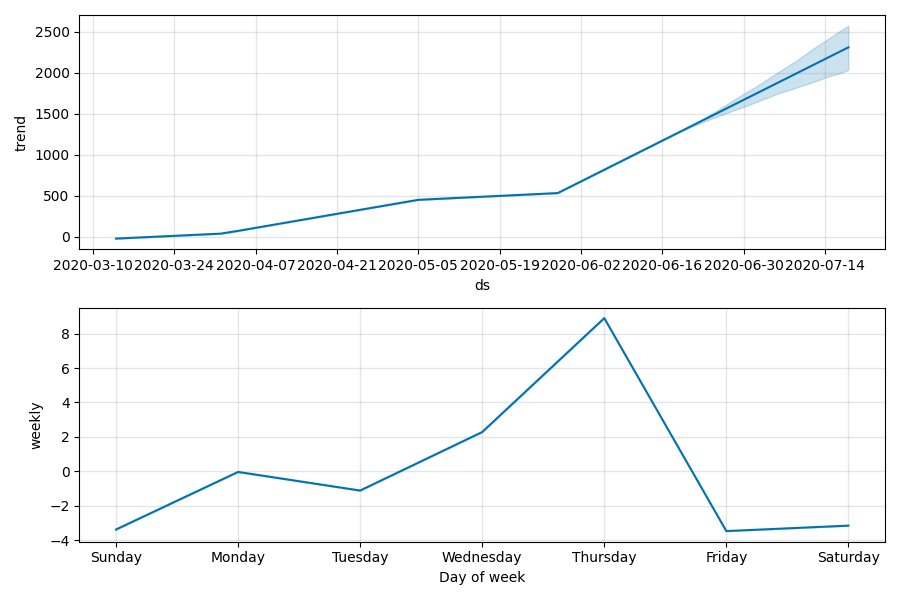 2500
2000
1500
1000
500
0
trend
2020-03-10 2020-03-24 2020-04-07 2020-04-21 2020-05-05 2020-05-19 2020-06-02 2020-06-16 2020-06-30 2020-07-14
ds
8
6
4
2
0
−2
−4
weekly
Sunday Monday Tuesday Wednesday Thursday Friday Saturday
Day of week